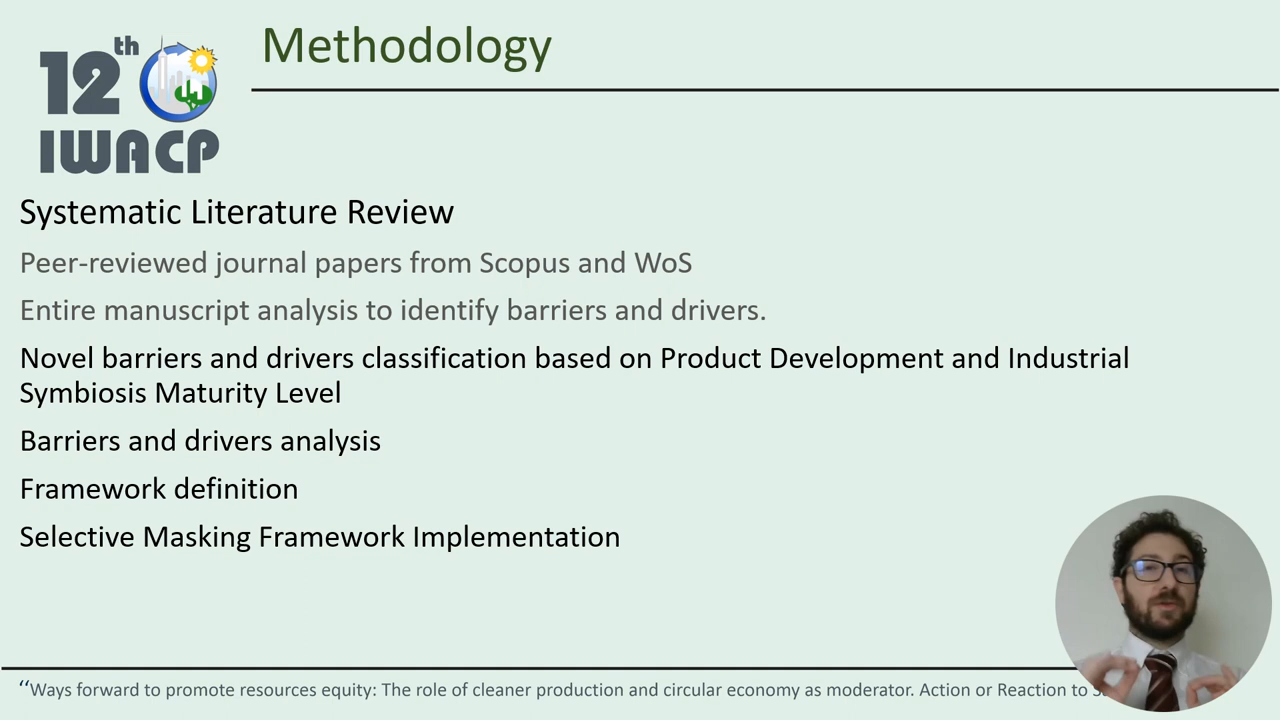 12th
IWACP
Methodology
Systematic Literature Review
Peer-reviewed journal papers from Scopus and WoS
Entire manuscript analysis to identify barriers and drivers.
Novel barriers and drivers classification based on Product Development and Industrial
Symbiosis Maturity Level
Barriers and drivers analysis
Framework definition
Selective Masking Framework Implementation
“Ways forward to promote resources equity: The role of cleaner production and circular economy as moderator. Action or Reaction to